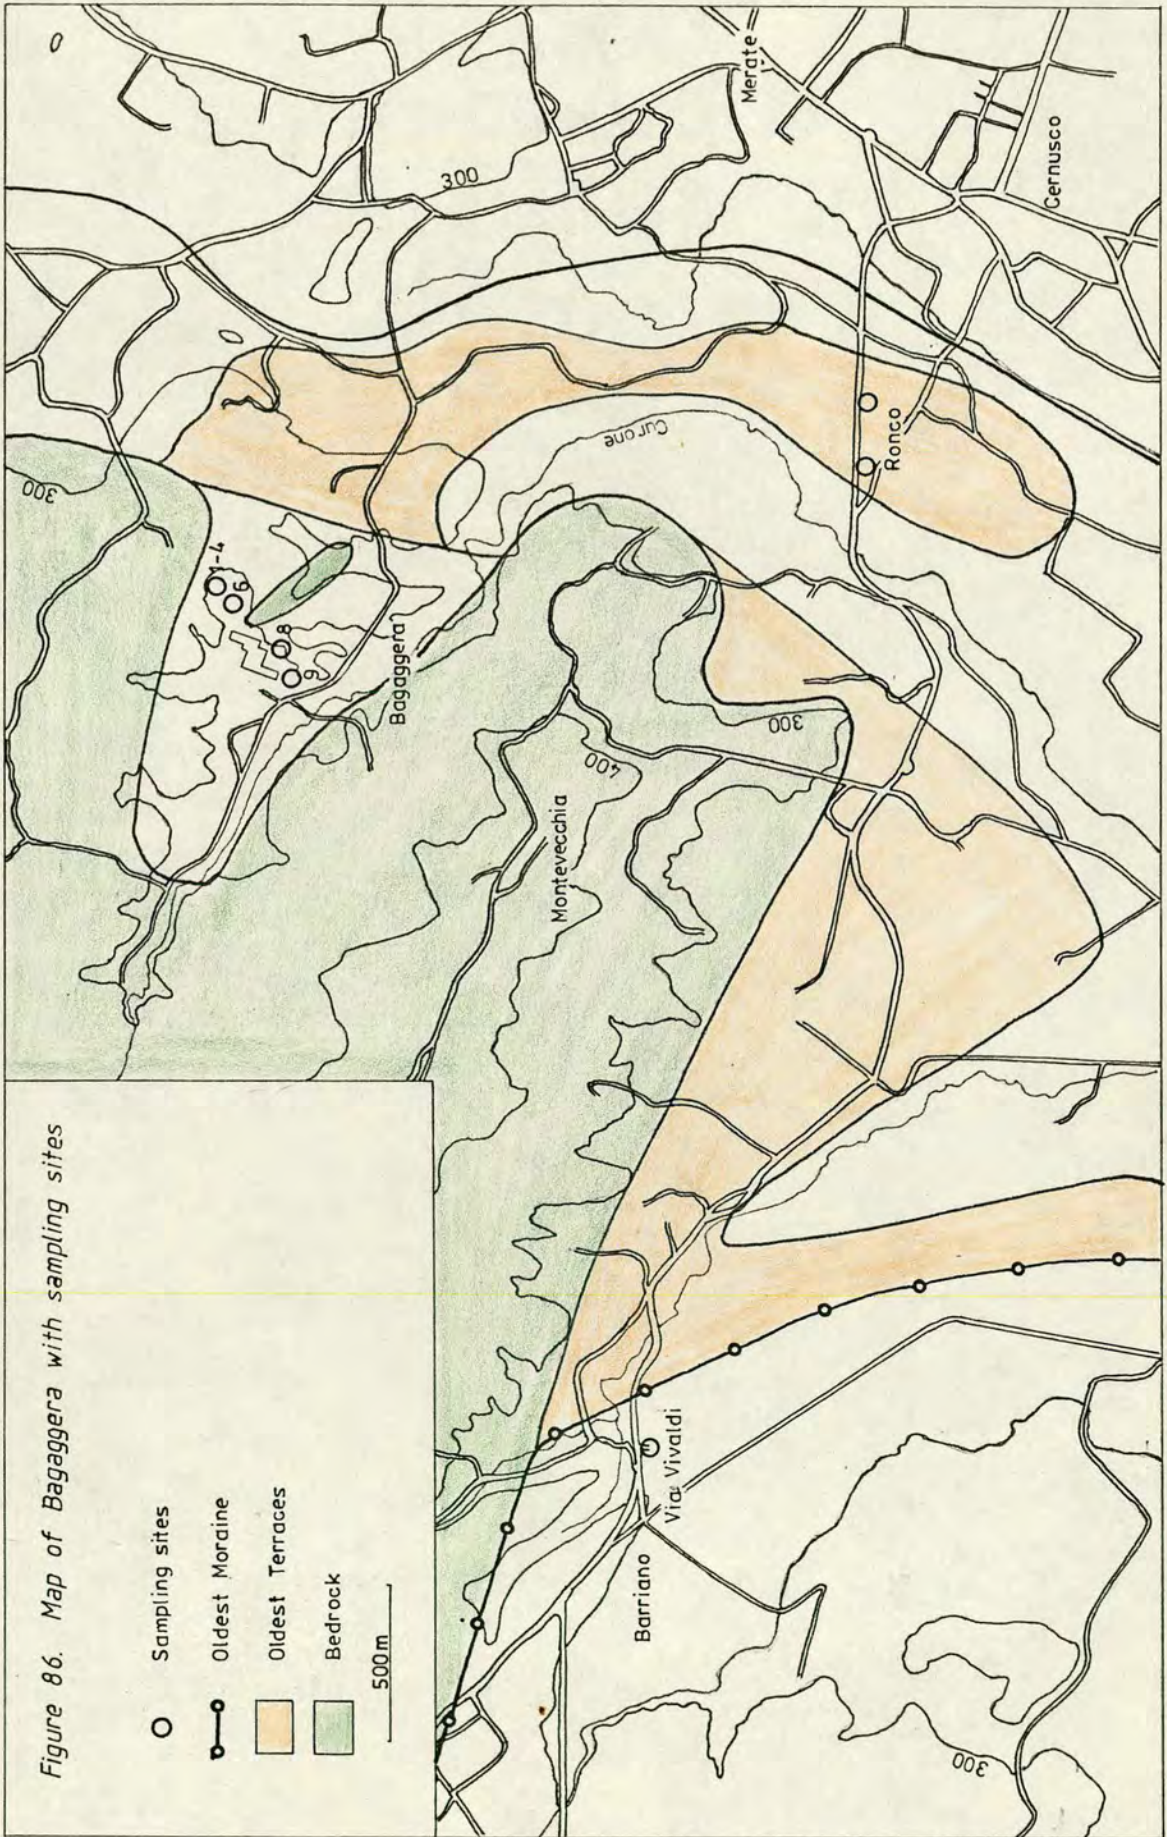 Figure 86. Map of Bagaggera with sampling sites
Sampling sites
Oldest Moraine
Oldest Terraces
Bedrock
500m
Merate
Cernusco
300
Curone
Ronco
300
1-4
6
8
9
Bagaggera
300
400
Montevecchia
Via Vivaldi
Barriano
300